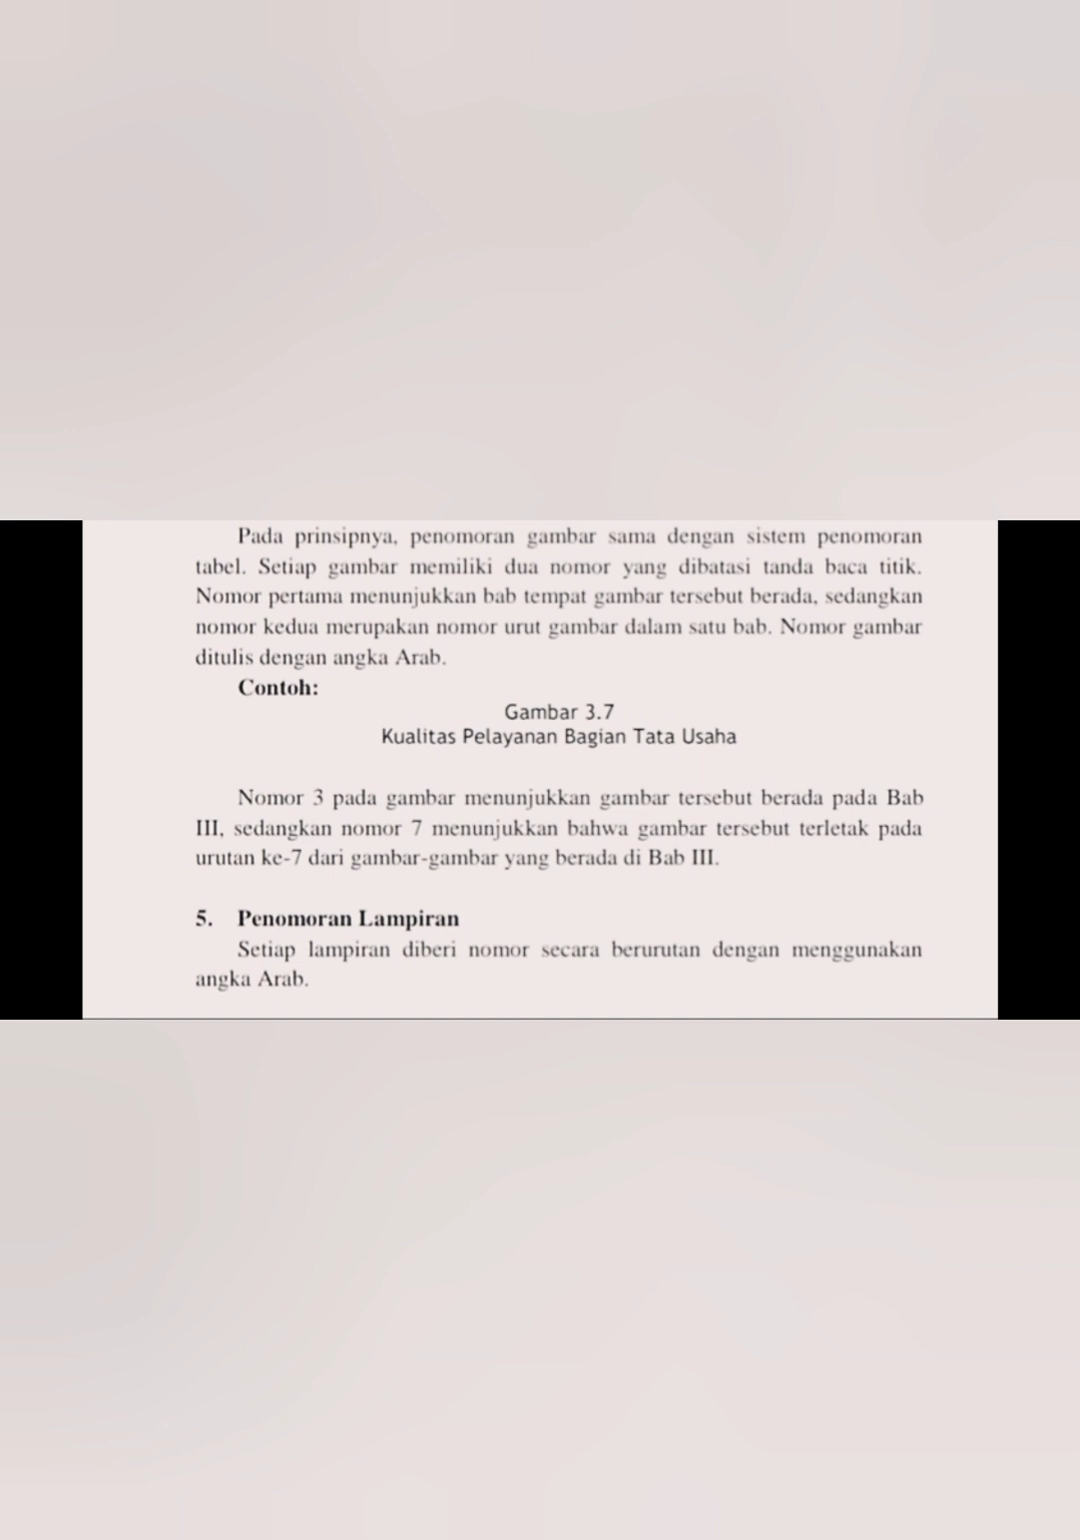 Pada prinsipnya, penomoran gambar sama dengan sistem penomoran
tabel. Setiap gambar memiliki dua nomor yang dibatasi tanda baca titik.
Nomor pertama menunjukkan bab tempat gambar tersebut berada, sedangkan
nomor kedua merupakan nomor urut gambar dalam satu bab. Nomor gambar
ditulis dengan angka Arab.
Contoh:
Gambar 3.7
Kualitas Pelayanan Bagian Tata Usaha
Nomor 3 pada gambar menunjukkan gambar tersebut berada pada Bab
III, sedangkan nomor 7 menunjukkan bahwa gambar tersebut terletak pada
urutan ke-7 dari gambar-gambar yang berada di Bab III.
5. Penomoran Lampiran
Setiap lampiran diberi nomor secara berurutan dengan menggunakan
angka Arab.